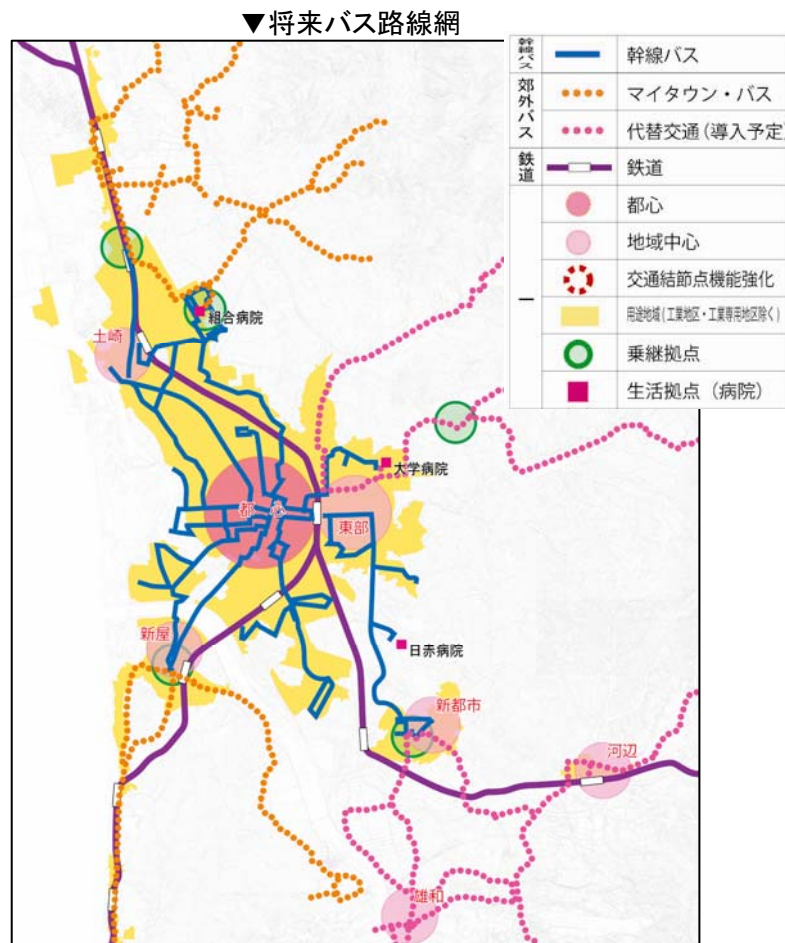 ▼将来バス路線網
幹線バス
幹線バス
郊外バス
マイタウン・バス
代替交通(導入予定)
鉄道
鉄道
都心
地域中心
交通結節点機能強化
用途地域(工業地区・工業専用地区除く)
乗継拠点
生活拠点(病院)
組合病院
土崎
大学病院
都心
東部
新屋
日赤病院
新都市
河辺
雄和